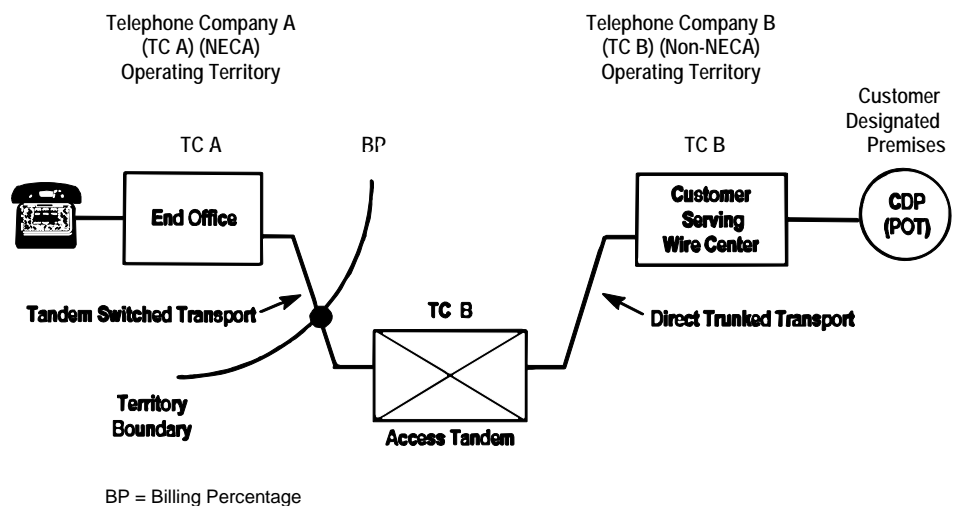 Telephone Company A
(TC A) (NECA)
Operating Territory
Telephone Company B
(TC B) (Non-NECA)
Operating Territory
Customer
Designated
Premises
TC A
BP
TC B
End Office
Customer
Serving
Wire Center
CDP
(POT)
Tandem Switched Transport
TC B
Direct Trunked Transport
Territory
Boundary
Access Tandem
BP = Billing Percentage